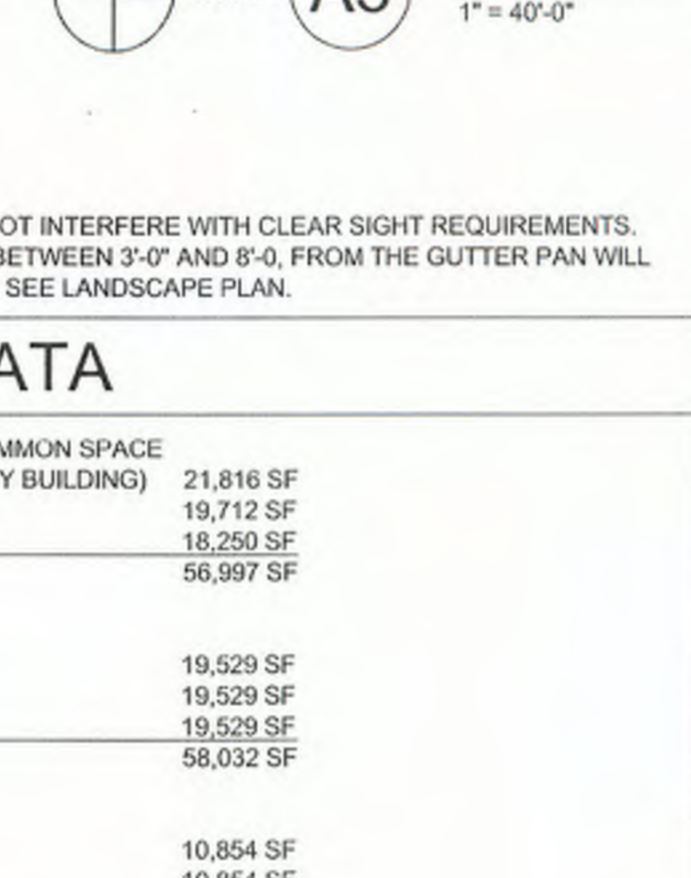 1" = 40'-0"
OT INTERFERE WITH CLEAR SIGHT REQUIREMENTS.
BETWEEN 3'-0" AND 8'-0, FROM THE GUTTER PAN WILL
SEE LANDSCAPE PLAN.
ATA
MMON SPACE
Y BUILDING) 21,816 SF
19,712 SF
18,250 SF
56,997 SF
19,529 SF
19,529 SF
19,529 SF
58,032 SF
10,854 SF